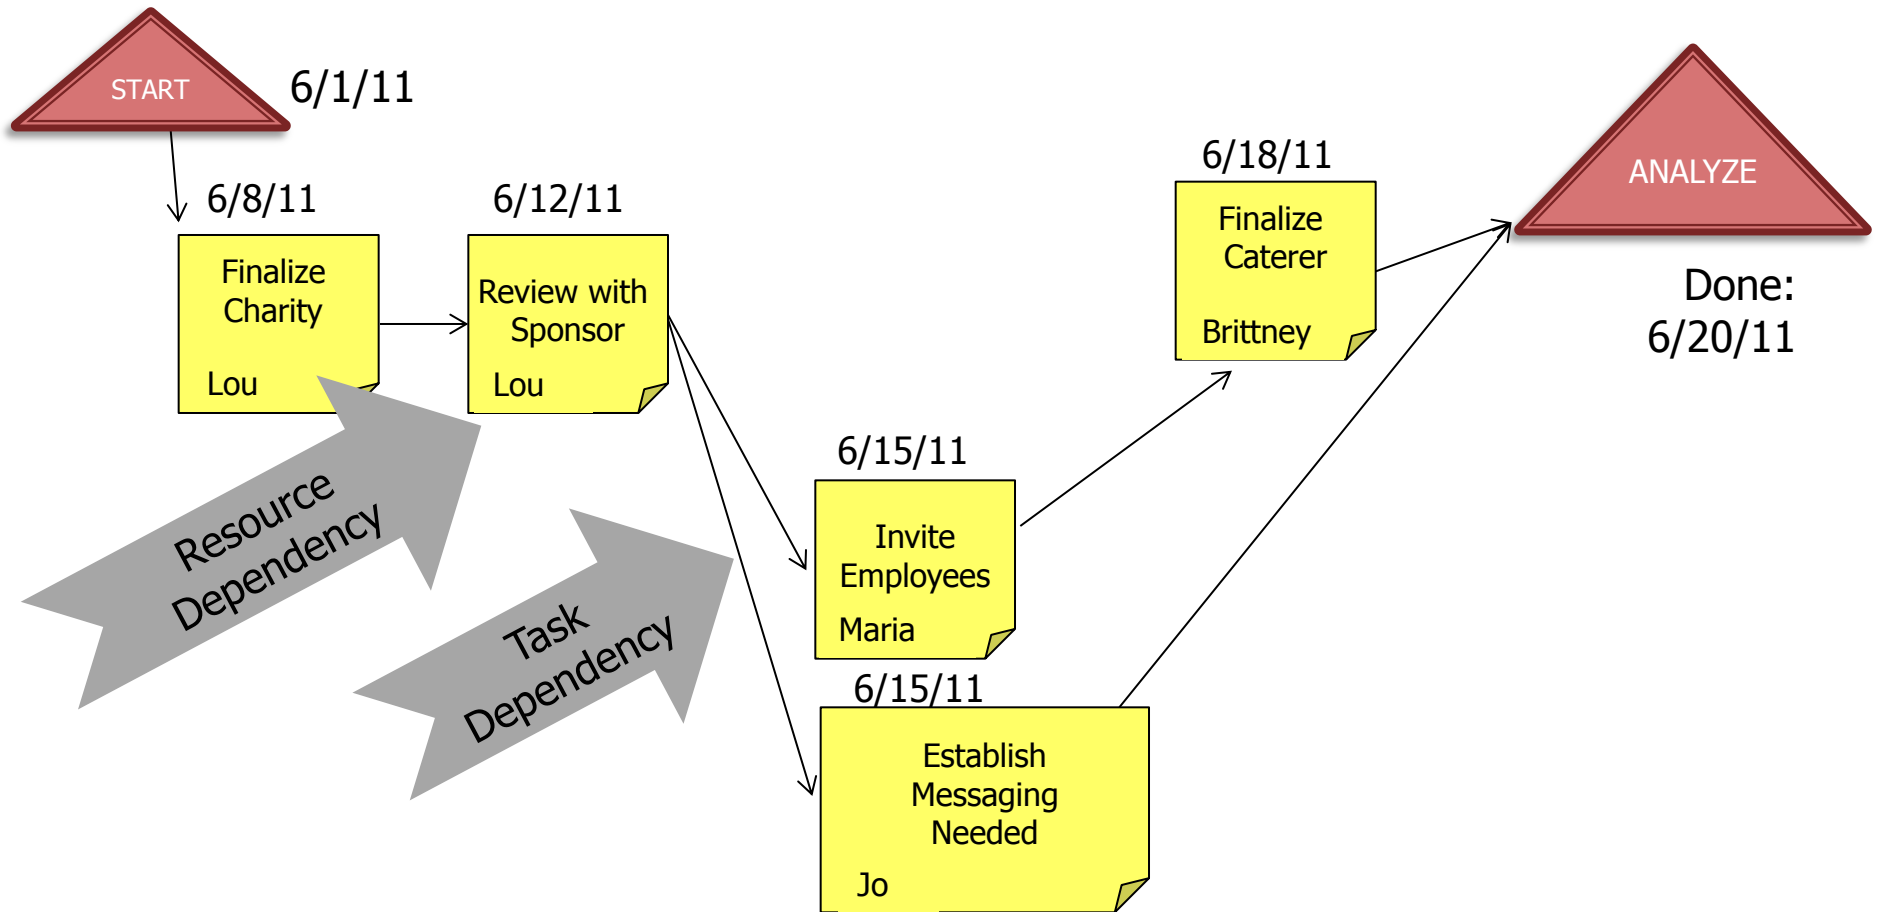 START
6/1/11
6/8/11
Finalize
Charity
Lou
6/12/11
Review with
Sponsor
Lou
Resource
Dependency
Task
Dependency
6/15/11
Invite
Employees
Maria
6/15/11
Establish
Messaging
Needed
Jo
6/18/11
Finalize
Caterer
Brittney
ANALYZE
Done:
6/20/11